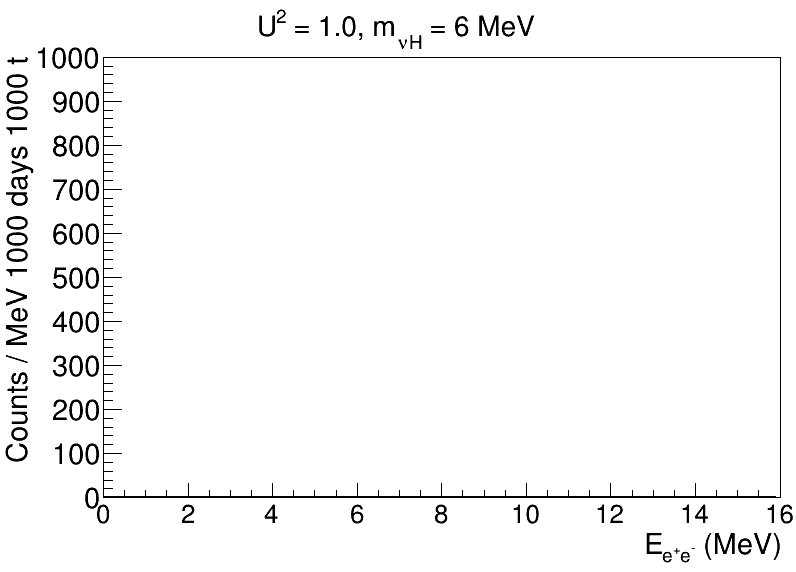 U² = 1.0, m_νH = 6 MeV
Counts / MeV 1000 days 1000 t
1000
900
800
700
600
500
400
300
200
100
0
0 2 4 6 8 10 12 14 16
E_e⁺e⁻ (MeV)